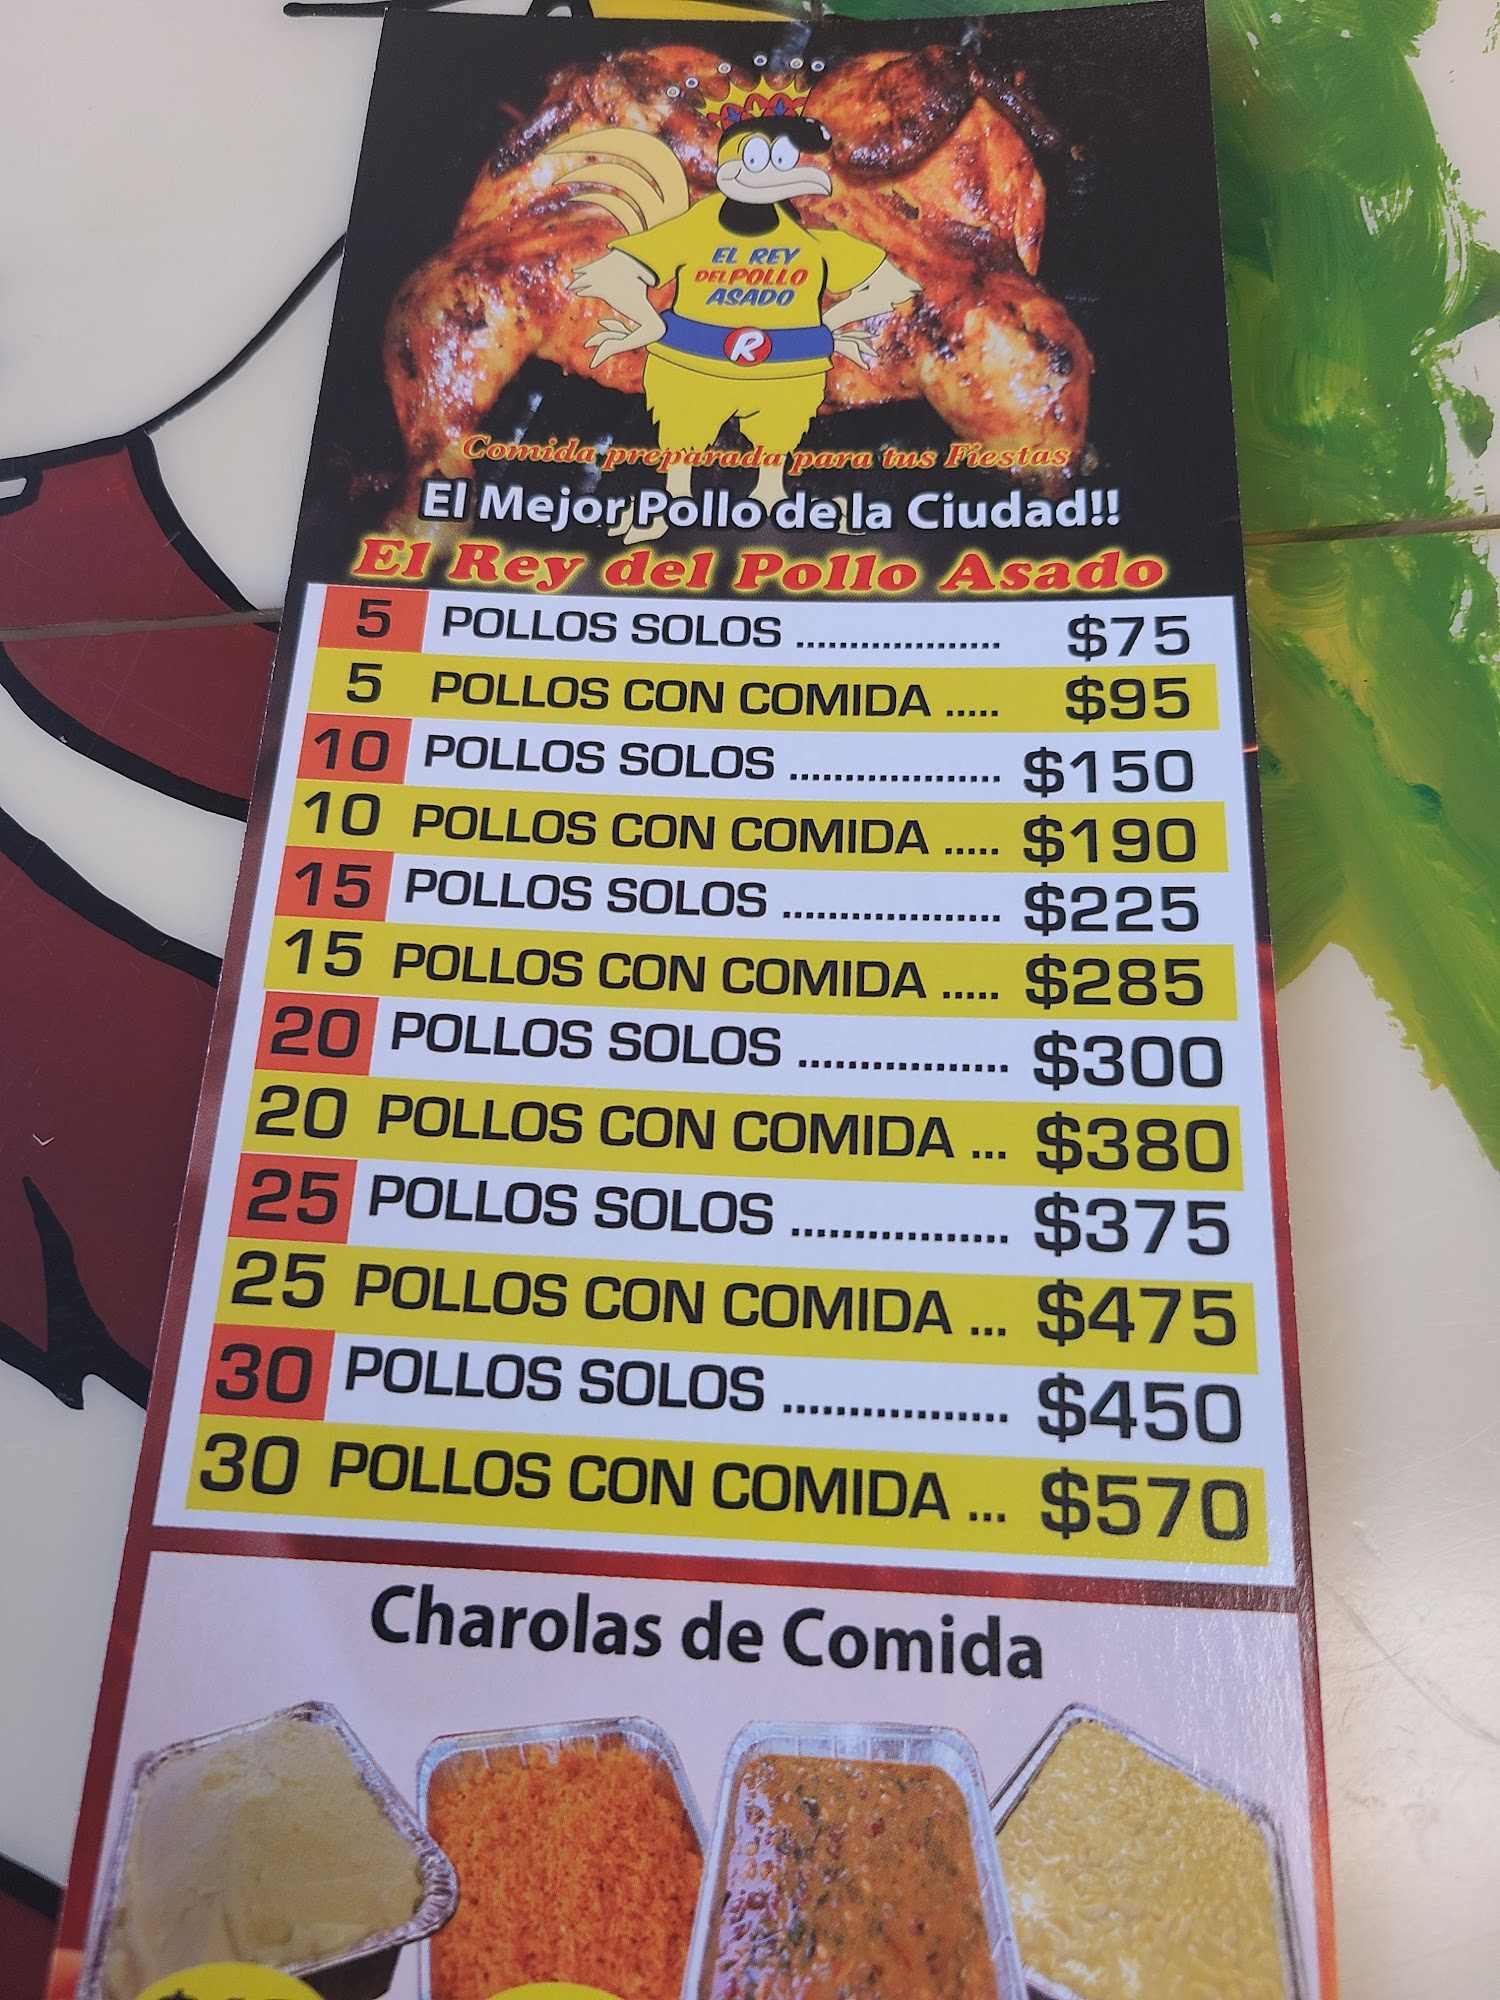 EL REY
DEL POLLO
ASADO
R
Comida preparada para tus Fiestas
El Mejor Pollo de la Ciudad!!
El Rey del Pollo Asado
5 POLLOS SOLOS ................... $75
5 POLLOS CON COMIDA ..... $95
10 POLLOS SOLOS ................... $150
10 POLLOS CON COMIDA ..... $190
15 POLLOS SOLOS ................... $225
15 POLLOS CON COMIDA ..... $285
20 POLLOS SOLOS ................. $300
20 POLLOS CON COMIDA ... $380
25 POLLOS SOLOS ................. $375
25 POLLOS CON COMIDA ... $475
30 POLLOS SOLOS ................. $450
30 POLLOS CON COMIDA ... $570
Charolas de Comida